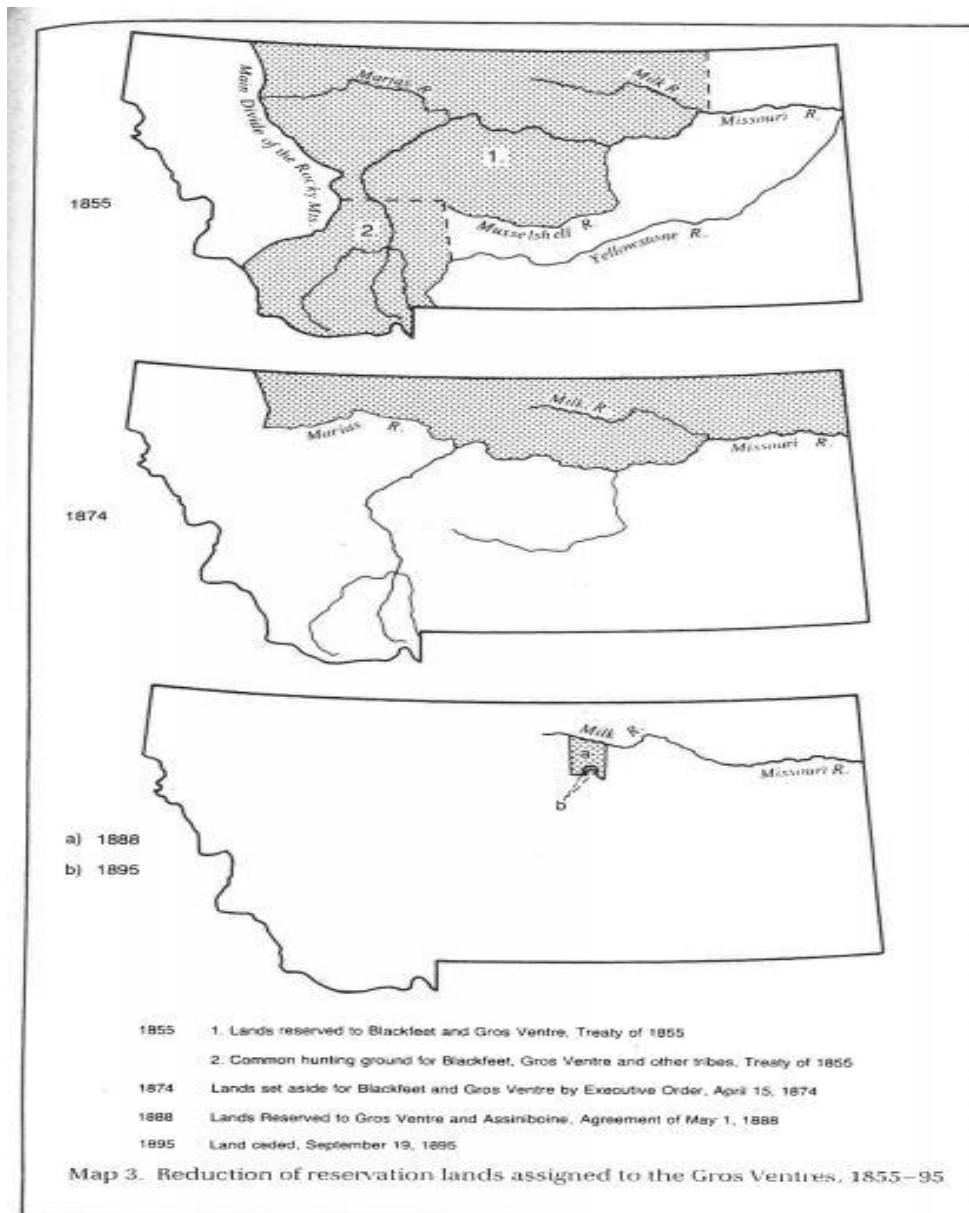 Main Divide of the Rocky Mts.
Marias R.
Milk R.
Missouri R.
1.
1855
2
Musselshell R.
Yellowstone R.
Milk R.
Marias R.
Missouri R.
1874
Milk R.
a
Missouri R.
b
a) 1888
b) 1895
1855 1. Lands reserved to Blackfeet and Gros Ventre, Treaty of 1855
2. Common hunting ground for Blackfeet, Gros Ventre and other tribes, Treaty of 1855
1874 Lands set aside for Blackfeet and Gros Ventre by Executive Order, April 15, 1874
1888 Lands Reserved to Gros Ventre and Assiniboine, Agreement of May 1, 1888
1895 Land ceded, September 19, 1895
Map 3. Reduction of reservation lands assigned to the Gros Ventres, 1855–95